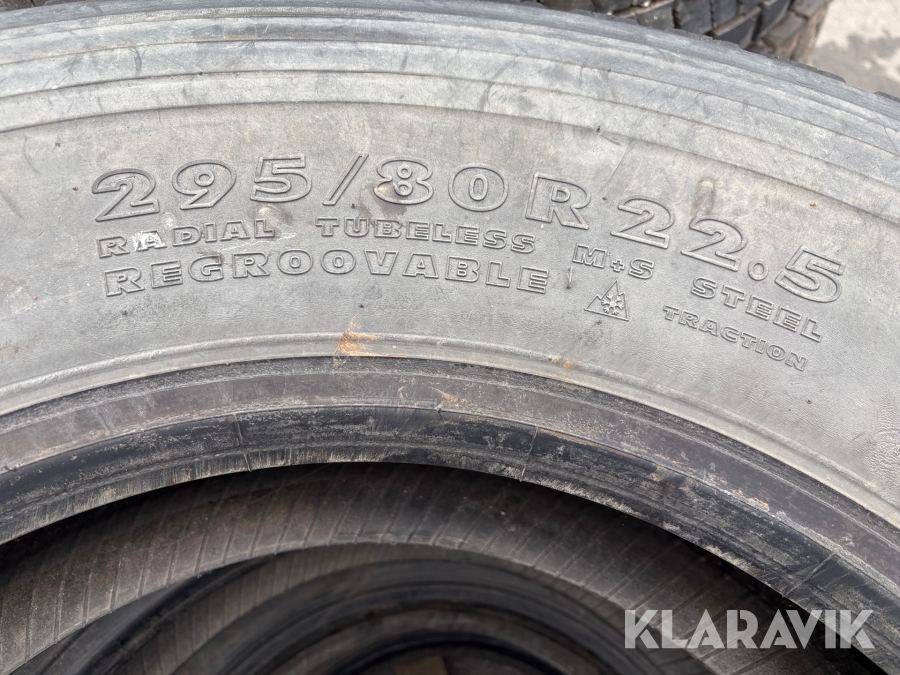 295/80R22.5
RADIAL TUBELESS M+S STEEL
REGROOVABLE TRACTION
KLARAVIK